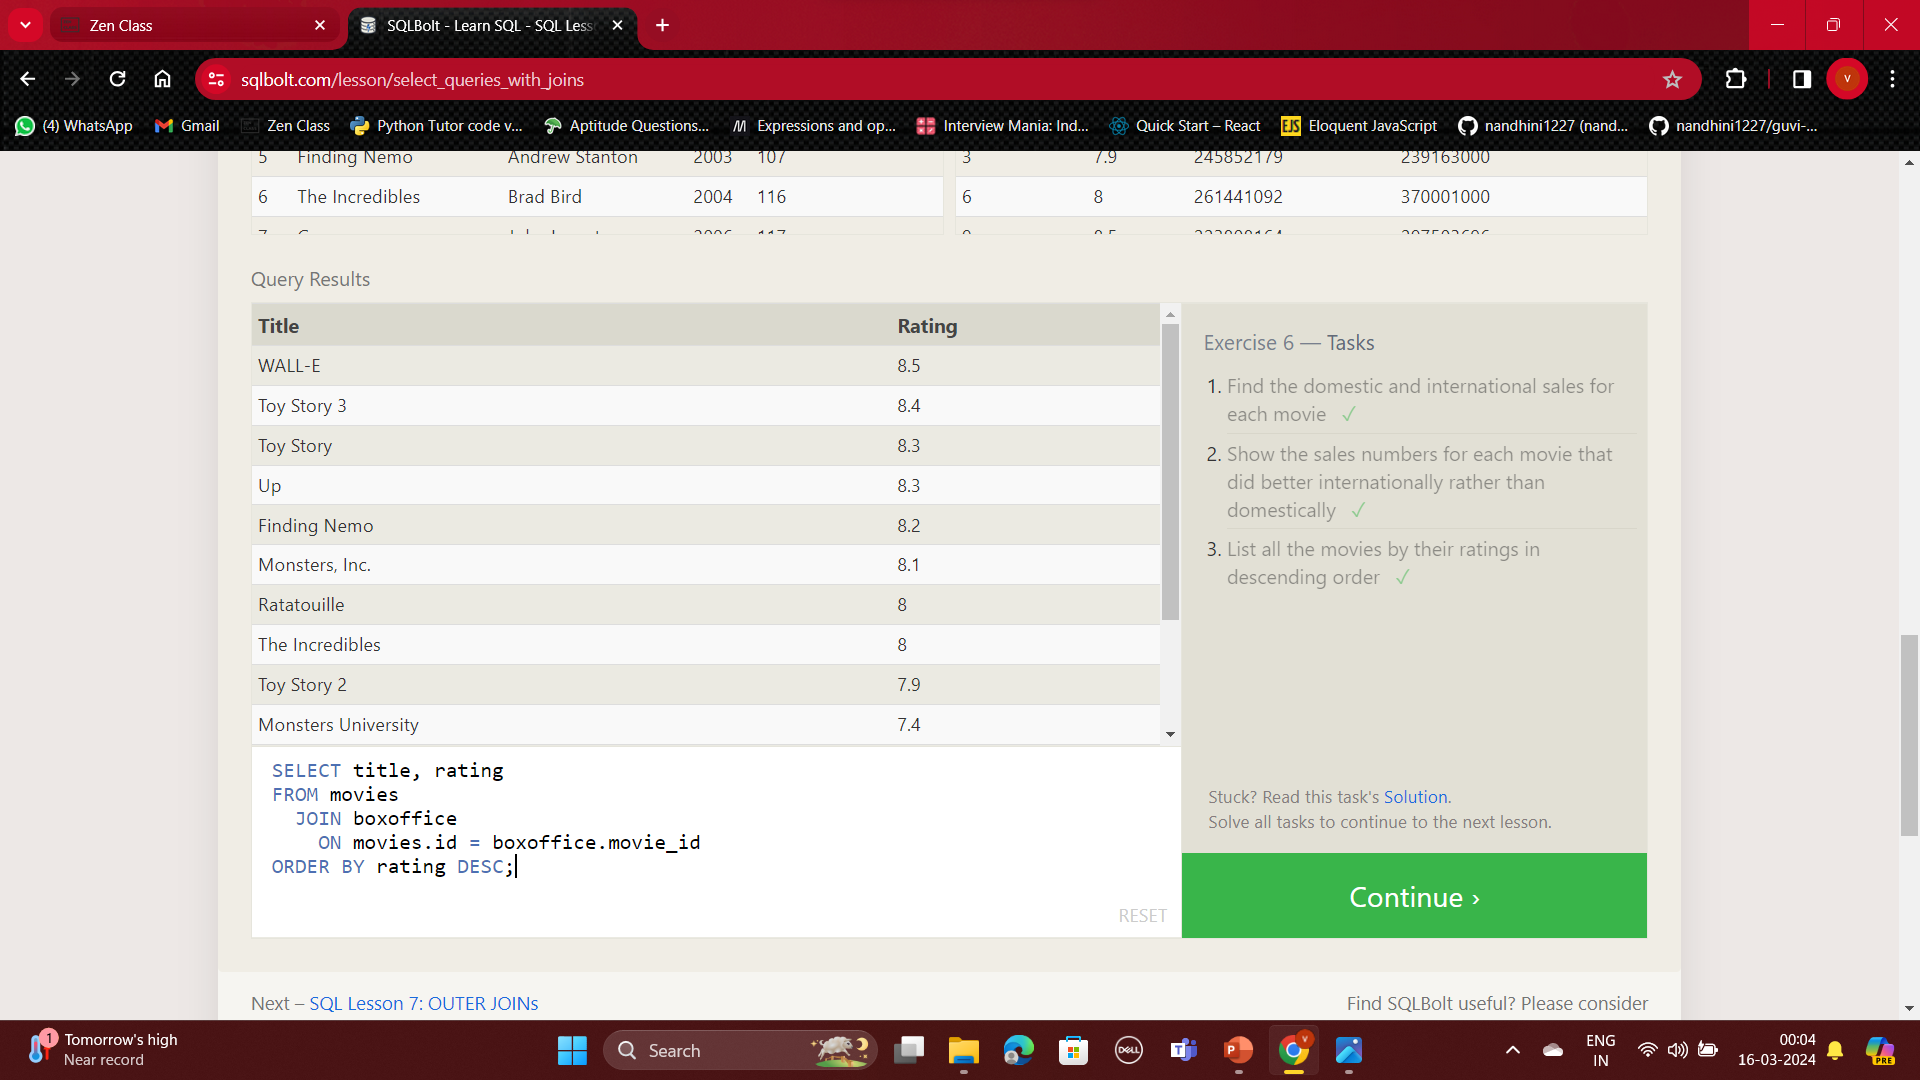 Zen Class
SQLBolt - Learn SQL - SQL Less
sqlbolt.com/lesson/select_queries_with_joins
V
(4) WhatsApp Gmail Zen Class Python Tutor code v... Aptitude Questions... Expressions and op... Interview Mania: Ind... Quick Start – React EJS Eloquent JavaScript nandhini1227 (nand... nandhini1227/guvi-...
5 Finding Nemo Andrew Stanton 2003 107 3 7.9 245852179 239163000
6 The Incredibles Brad Bird 2004 116 6 8 261441092 370001000
Query Results
Title Rating
WALL-E 8.5
Toy Story 3 8.4
Toy Story 8.3
Up 8.3
Finding Nemo 8.2
Monsters, Inc. 8.1
Ratatouille 8
The Incredibles 8
Toy Story 2 7.9
Monsters University 7.4
SELECT title, rating
FROM movies
JOIN boxoffice
ON movies.id = boxoffice.movie_id
ORDER BY rating DESC;
RESET
Exercise 6 — Tasks
1. Find the domestic and international sales for
each movie ✓
2. Show the sales numbers for each movie that
did better internationally rather than
domestically ✓
3. List all the movies by their ratings in
descending order ✓
Stuck? Read this task's Solution.
Solve all tasks to continue to the next lesson.
Continue ›
Next – SQL Lesson 7: OUTER JOINs
Find SQLBolt useful? Please consider
1
Tomorrow's high
Near record
Search
DELL
V
ENG
IN
00:04
16-03-2024
PRE